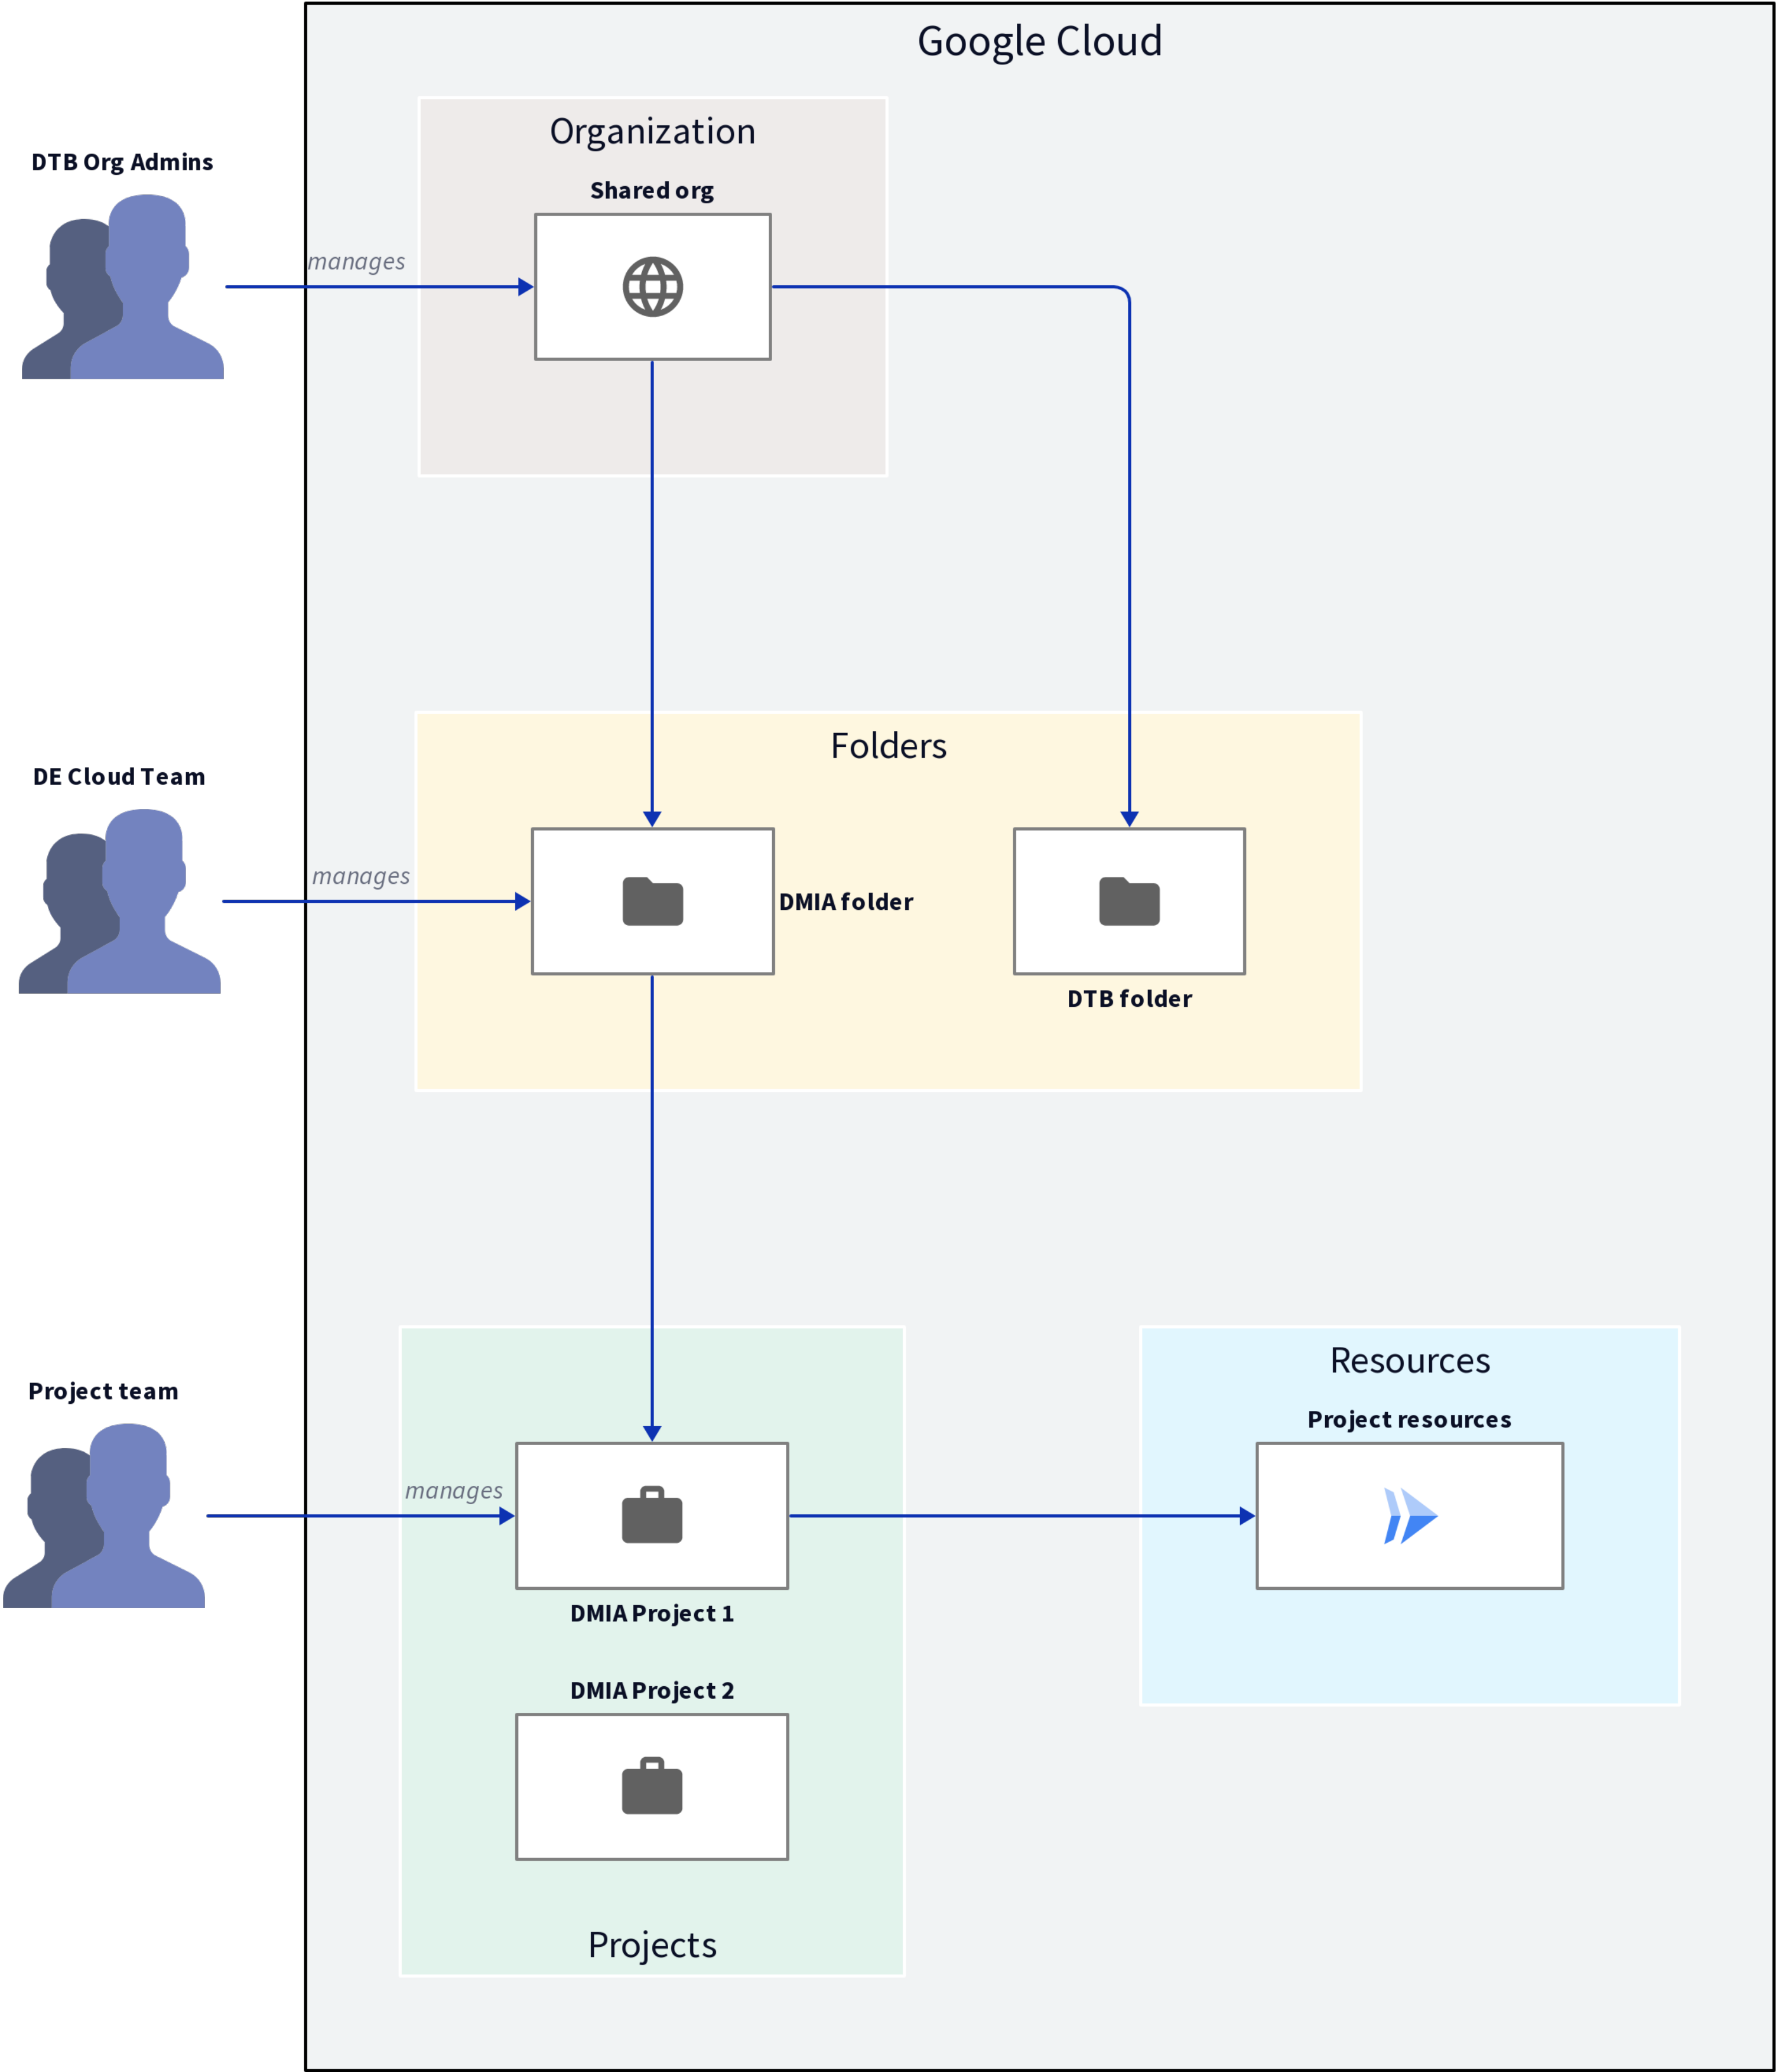 Google Cloud
Organization
DTB Org Admins
Shared org
manages
Folders
DE Cloud Team
manages
DMIA folder
DTB folder
Resources
Project team
Project resources
manages
DMIA Project 1
DMIA Project 2
Projects